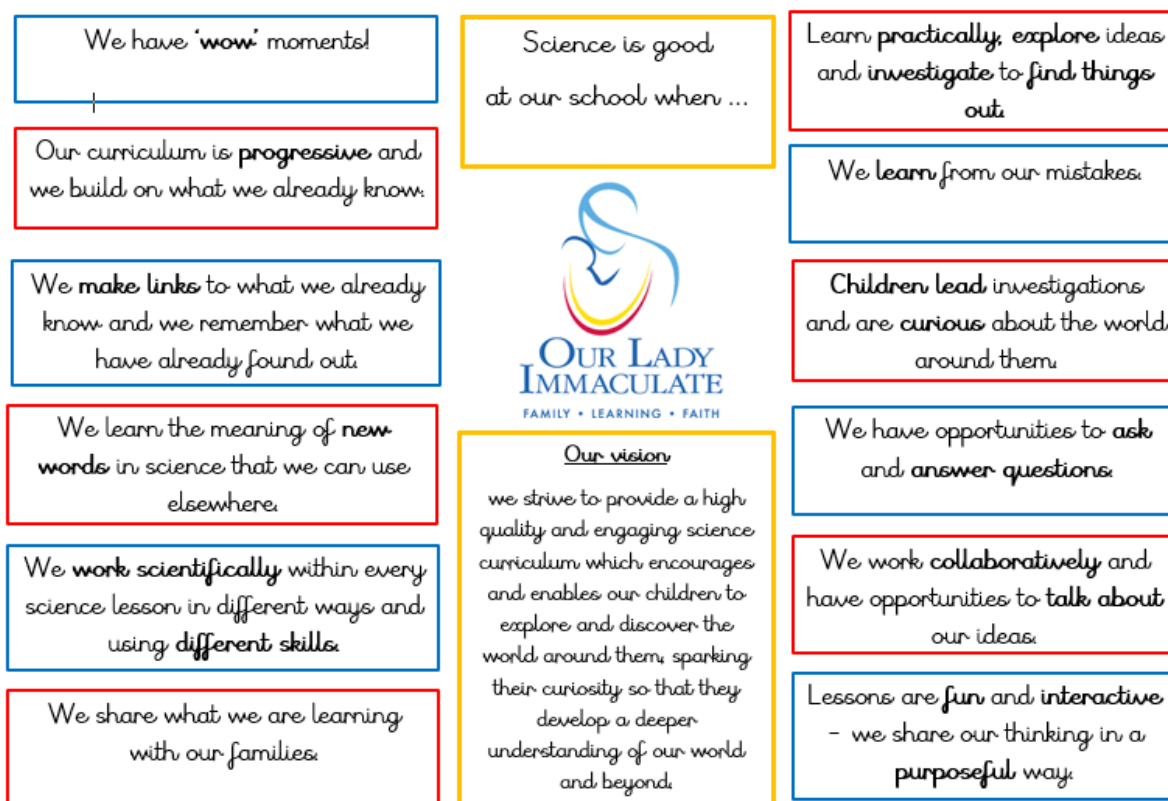 We have 'wow' moments!
Our curriculum is progressive and
we build on what we already know.
We make links to what we already
know and we remember what we
have already found out.
We learn the meaning of new
words in science that we can use
elsewhere.
We work scientifically within every
science lesson in different ways and
using different skills.
We share what we are learning
with our families.
Science is good
at our school when ...
OUR LADY
IMMACULATE
FAMILY • LEARNING • FAITH
Our vision
we strive to provide a high
quality and engaging science
curriculum which encourages
and enables our children to
explore and discover the
world around them, sparking
their curiosity so that they
develop a deeper
understanding of our world
and beyond.
Learn practically, explore ideas
and investigate to find things
out.
We learn from our mistakes.
Children lead investigations
and are curious about the world
around them.
We have opportunities to ask
and answer questions.
We work collaboratively and
have opportunities to talk about
our ideas.
Lessons are fun and interactive
- we share our thinking in a
purposeful way.